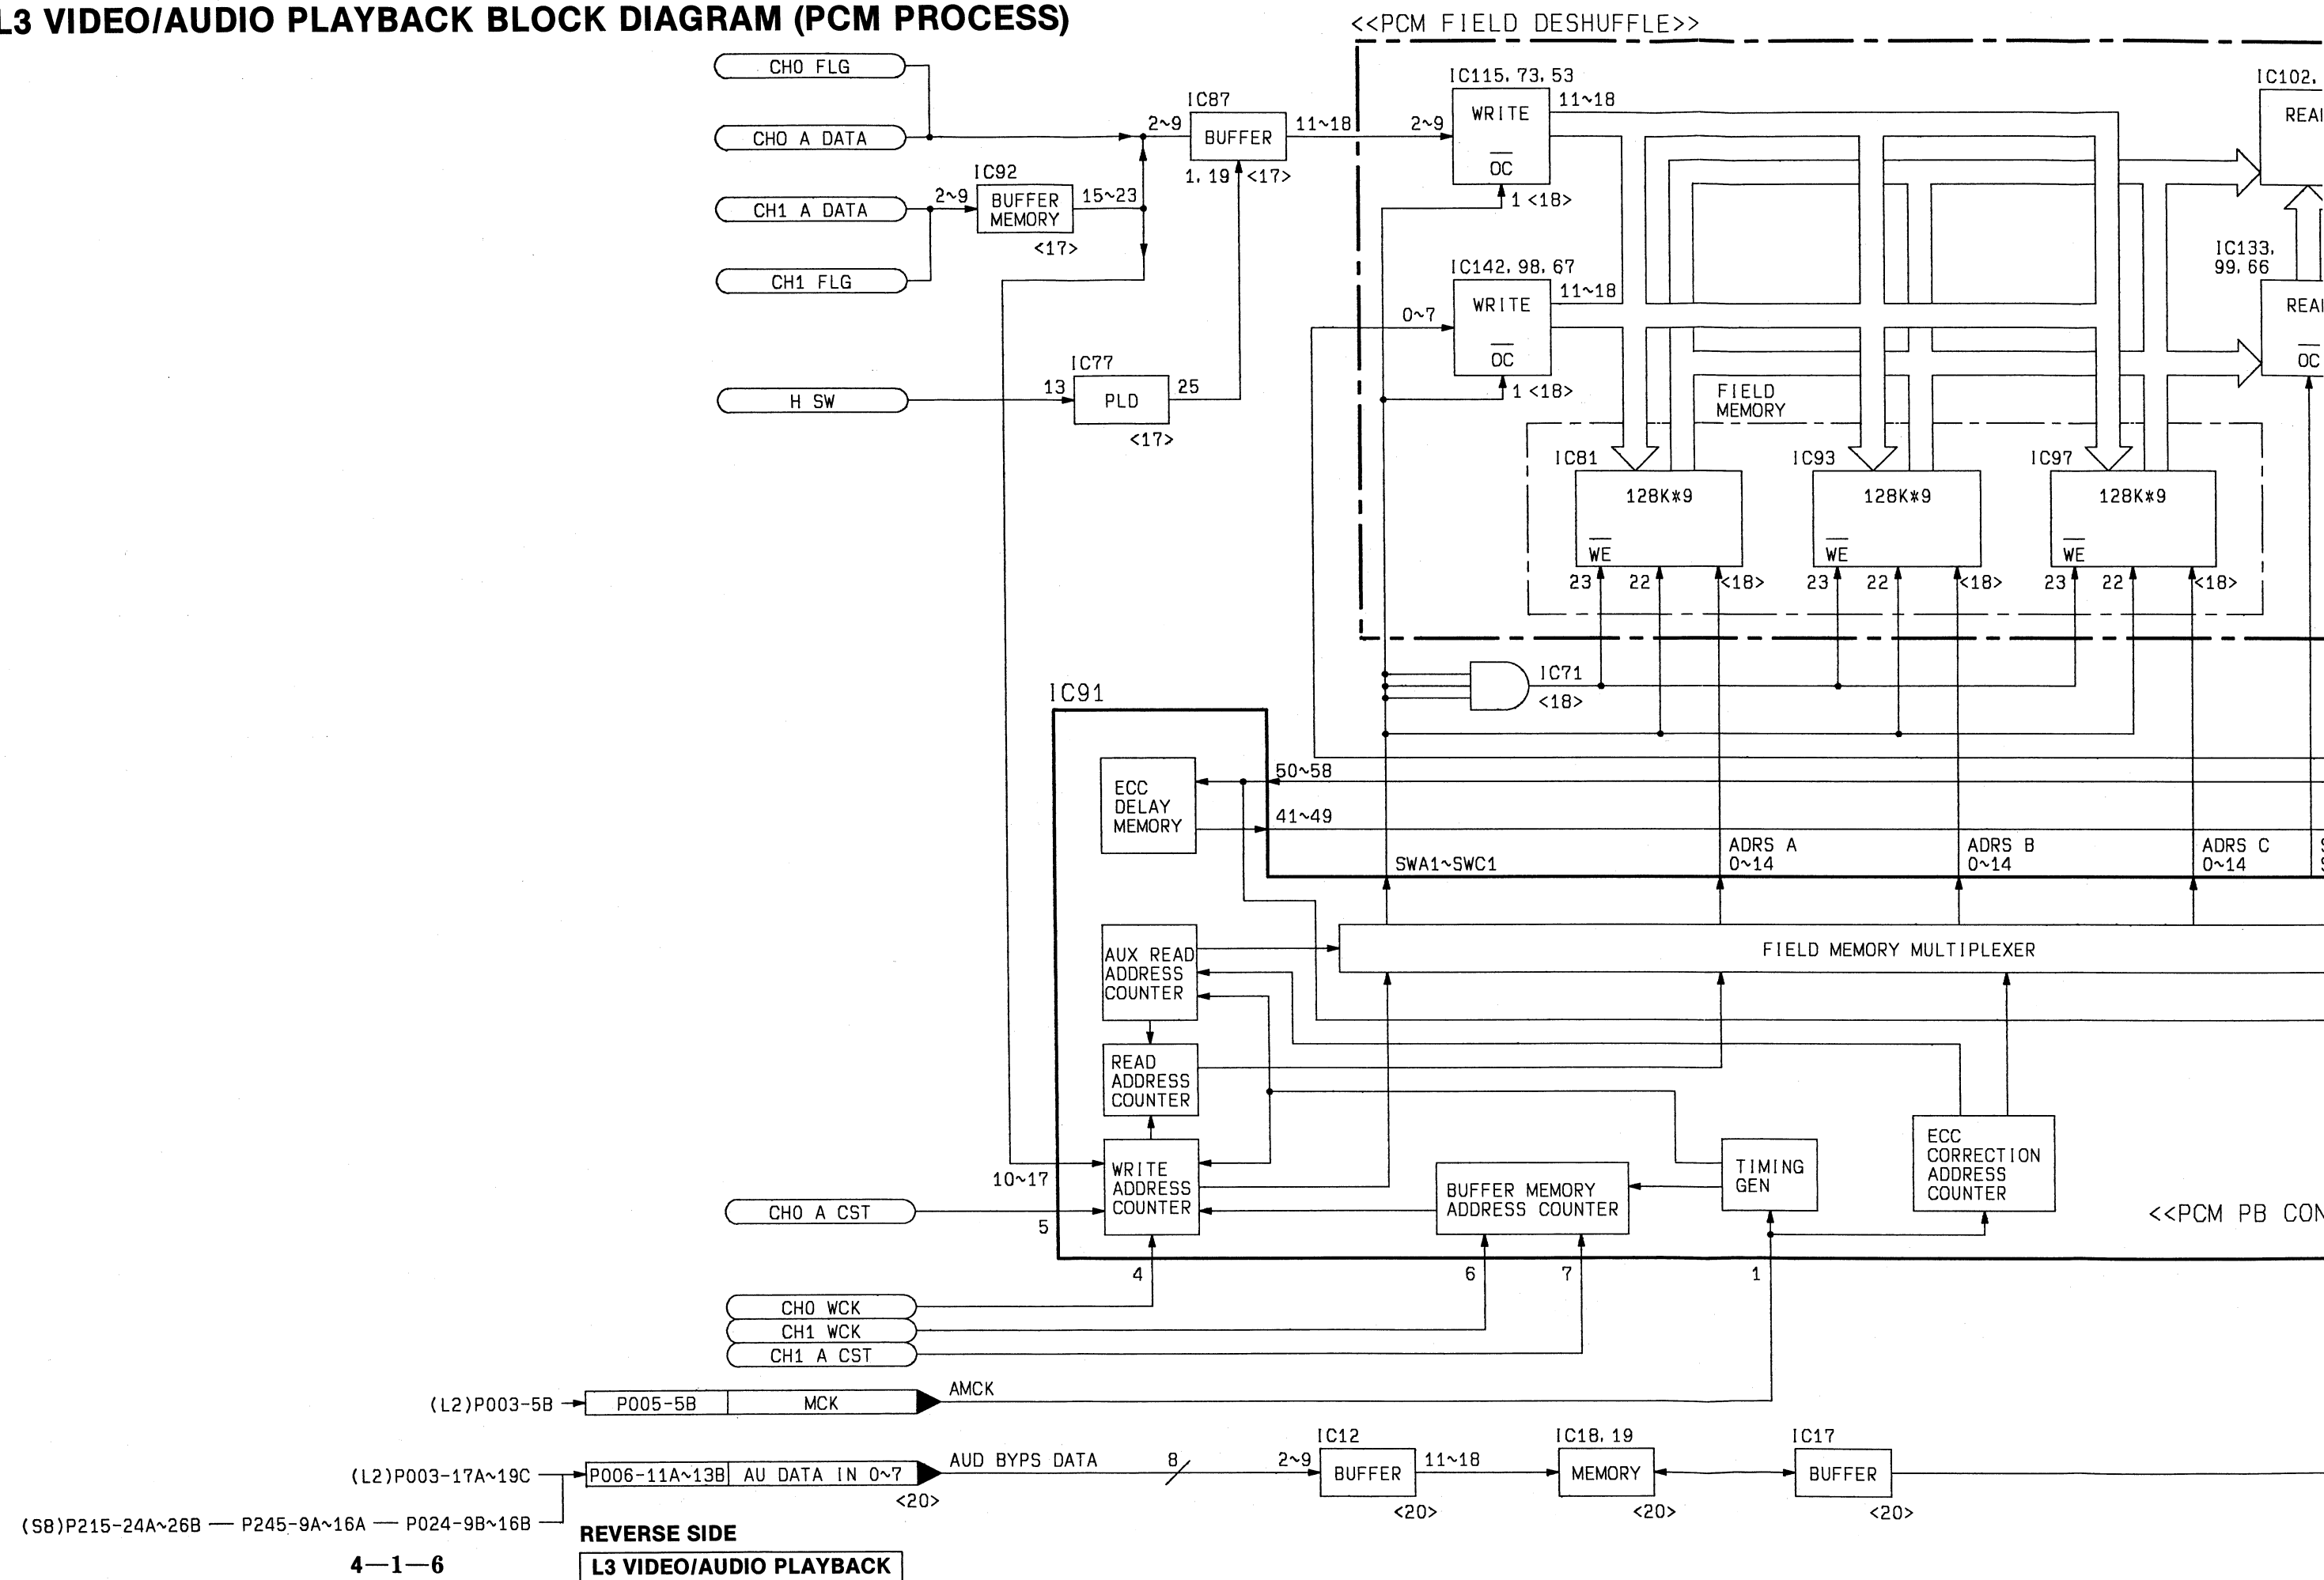 L3 VIDEO/AUDIO PLAYBACK BLOCK DIAGRAM (PCM PROCESS)
<<PCM FIELD DESHUFFLE>>
CH0 FLG
CH0 A DATA
CH1 A DATA
CH1 FLG
H SW
IC92
2~9
BUFFER
MEMORY
15~23
<17>
IC87
2~9
BUFFER
11~18
1, 19
<17>
IC77
13
PLD
25
<17>
IC115, 73, 53
2~9
WRITE
OC
11~18
1 <18>
IC142, 98, 67
0~7
WRITE
OC
11~18
1 <18>
IC102,
IC133,
99, 66
OC
FIELD
MEMORY
IC81
128K*9
WE
23
22
<18>
IC93
128K*9
WE
23
22
<18>
IC97
128K*9
WE
23
22
<18>
IC71
<18>
IC91
ECC
DELAY
MEMORY
50~58
41~49
SWA1~SWC1
ADRS A
0~14
ADRS B
0~14
ADRS C
0~14
AUX READ
ADDRESS
COUNTER
FIELD MEMORY MULTIPLEXER
READ
ADDRESS
COUNTER
WRITE
ADDRESS
COUNTER
10~17
5
4
BUFFER MEMORY
ADDRESS COUNTER
6
7
TIMING
GEN
1
ECC
CORRECTION
ADDRESS
COUNTER
<<PCM PB CON
CH0 A CST
CH0 WCK
CH1 WCK
CH1 A CST
(L2)P003-5B
P005-5B
MCK
AMCK
(L2)P003-17A~19C
P006-11A~13B
AU DATA IN 0~7
<20>
AUD BYPS DATA
8
2~9
IC12
BUFFER
11~18
<20>
IC18, 19
MEMORY
<20>
IC17
BUFFER
<20>
(S8)P215-24A~26B — P245-9A~16A — P024-9B~16B
REVERSE SIDE
4—1—6
L3 VIDEO/AUDIO PLAYBACK